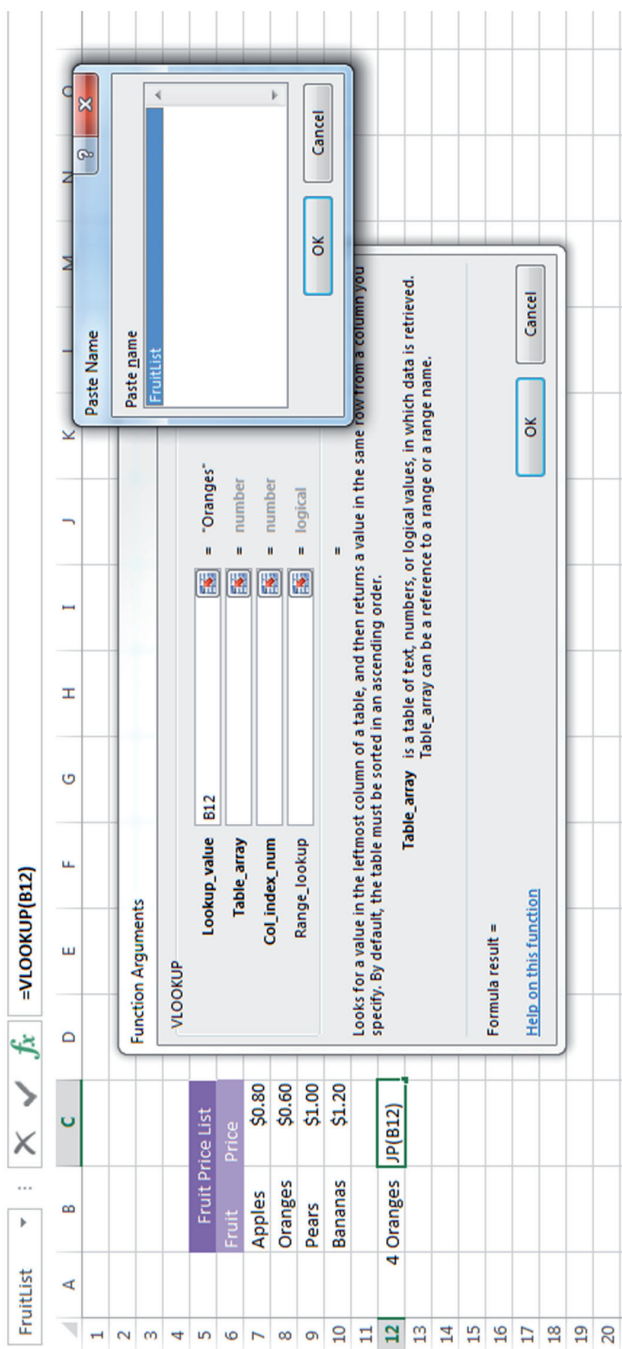 FruitList
=VLOOKUP(B12)
A B C D E F G H I J K L M N O
1
2
3
4
5 Fruit Price List
6 Fruit Price
7 Apples $0.80
8 Oranges $0.60
9 Pears $1.00
10 Bananas $1.20
11
12 4 Oranges JP(B12)
13
14
15
16
17
18
19
20
Function Arguments
VLOOKUP
Lookup_value B12 = "Oranges"
Table_array = number
Col_index_num = number
Range_lookup = logical
=
Looks for a value in the leftmost column of a table, and then returns a value in the same row from a column you
specify. By default, the table must be sorted in an ascending order.
Table_array is a table of text, numbers, or logical values, in which data is retrieved.
Table_array can be a reference to a range or a range name.
Formula result =
Help on this function
OK Cancel
Paste Name
? X
Paste name
FruitList
OK Cancel